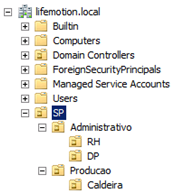 lifemotion.local
Builtin
Computers
Domain Controllers
ForeignSecurityPrincipals
Managed Service Accounts
Users
SP
Administrativo
RH
DP
Producao
Caldeira